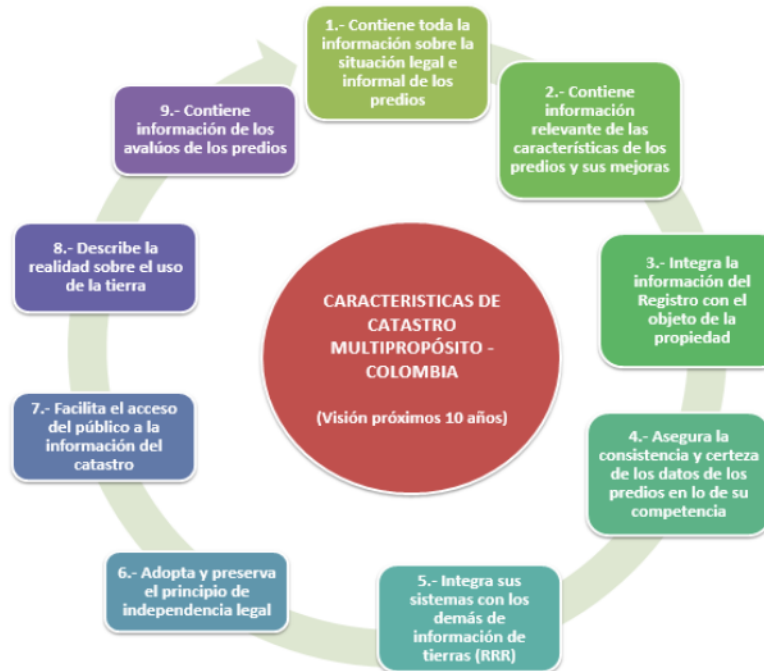 1.- Contiene toda la
información sobre la
situación legal e
informal de los
predios
2.- Contiene
información
relevante de las
características de los
predios y sus mejoras
3.- Integra la
información del
Registro con el
objeto de la
propiedad
4.- Asegura la
consistencia y certeza
de los datos de los
predios en lo de su
competencia
5.- Integra sus
sistemas con los
demás de
información de
tierras (RRR)
6.- Adopta y preserva
el principio de
independencia legal
7.- Facilita el acceso
del público a la
información del
catastro
8.- Describe la
realidad sobre el uso
de la tierra
9.- Contiene
información de los
avalúos de los predios
CARACTERISTICAS DE
CATASTRO
MULTIPROPÓSITO -
COLOMBIA
(Visión próximos 10 años)